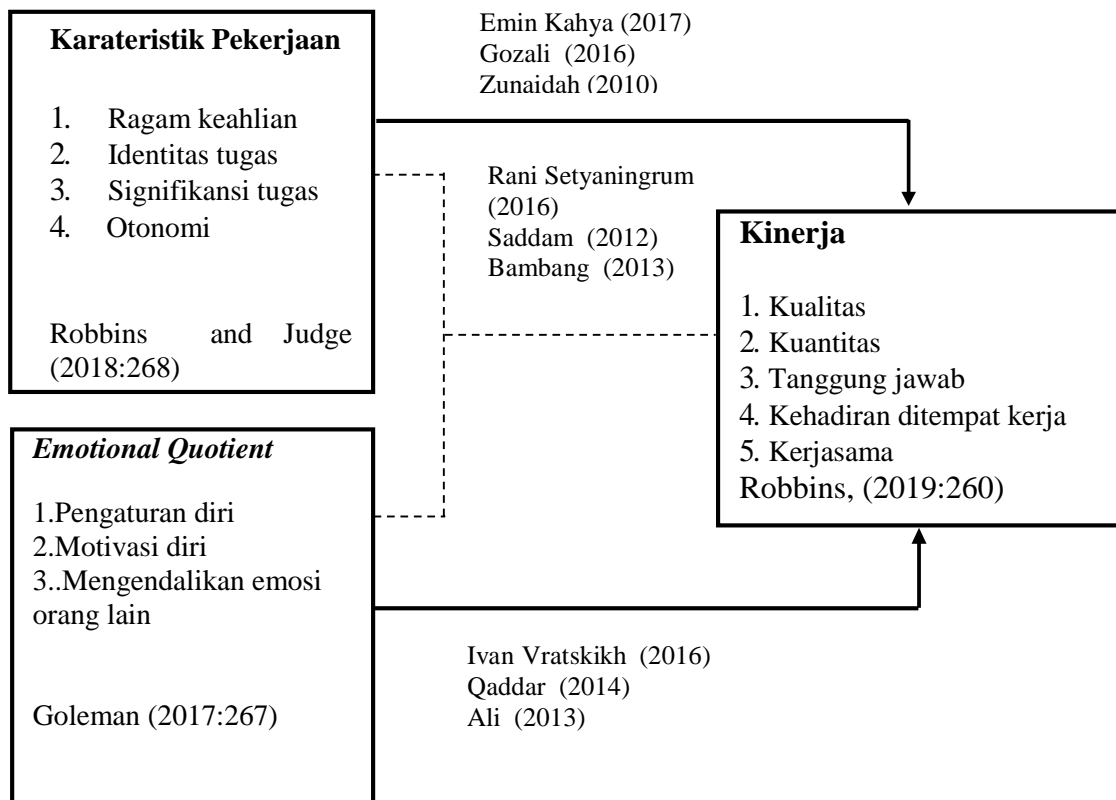 Karateristik Pekerjaan
1. Ragam keahlian
2. Identitas tugas
3. Signifikansi tugas
4. Otonomi
Robbins and Judge
(2018:268)
Emin Kahya (2017)
Gozali (2016)
Zunaidah (2010)
Rani Setyaningrum
(2016)
Saddam (2012)
Bambang (2013)
Kinerja
1. Kualitas
2. Kuantitas
3. Tanggung jawab
4. Kehadiran ditempat kerja
5. Kerjasama
Robbins, (2019:260)
Emotional Quotient
1.Pengaturan diri
2.Motivasi diri
3..Mengendalikan emosi
orang lain
Goleman (2017:267)
Ivan Vratskikh (2016)
Qaddar (2014)
Ali (2013)